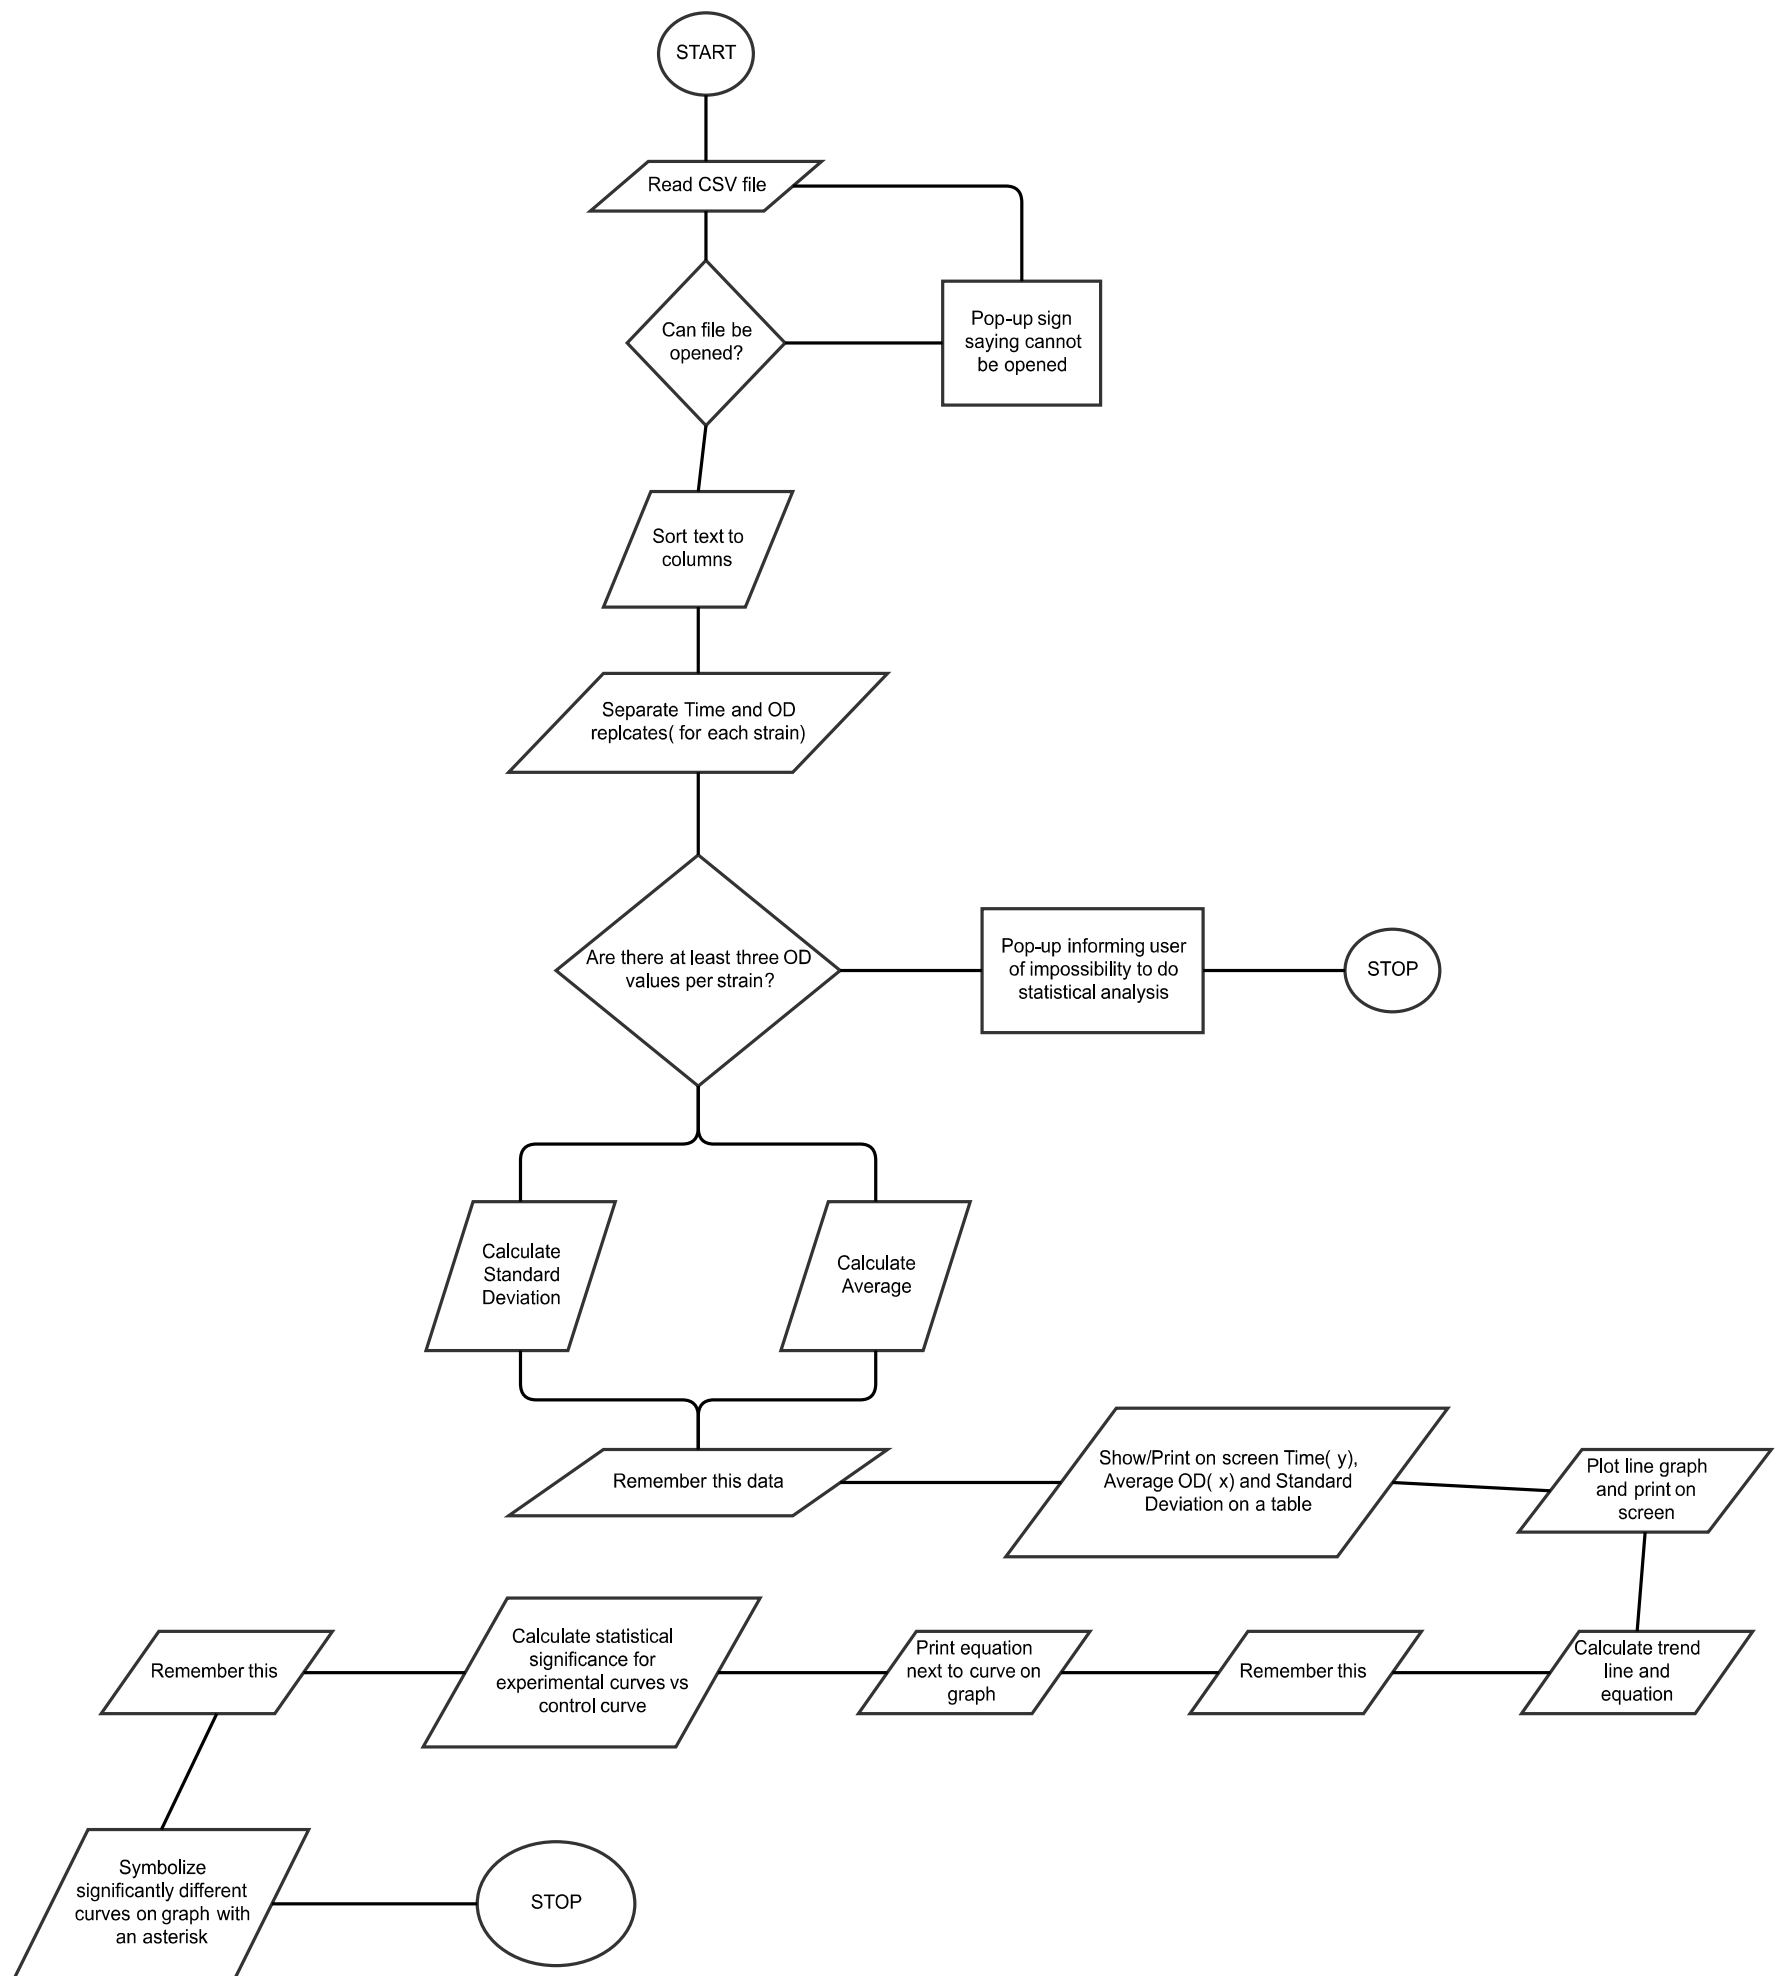 START
Read CSV file
Can file be
opened?
Pop-up sign
saying cannot
be opened
Sort text to
columns
Separate Time and OD
replcates( for each strain)
Are there at least three OD
values per strain?
Pop-up informing user
of impossibility to do
statistical analysis
STOP
Calculate
Standard
Deviation
Calculate
Average
Remember this data
Show/Print on screen Time( y),
Average OD( x) and Standard
Deviation on a table
Plot line graph
and print on
screen
Calculate trend
line and
equation
Remember this
Print equation
next to curve on
graph
Calculate statistical
significance for
experimental curves vs
control curve
Remember this
Symbolize
significantly different
curves on graph with
an asterisk
STOP